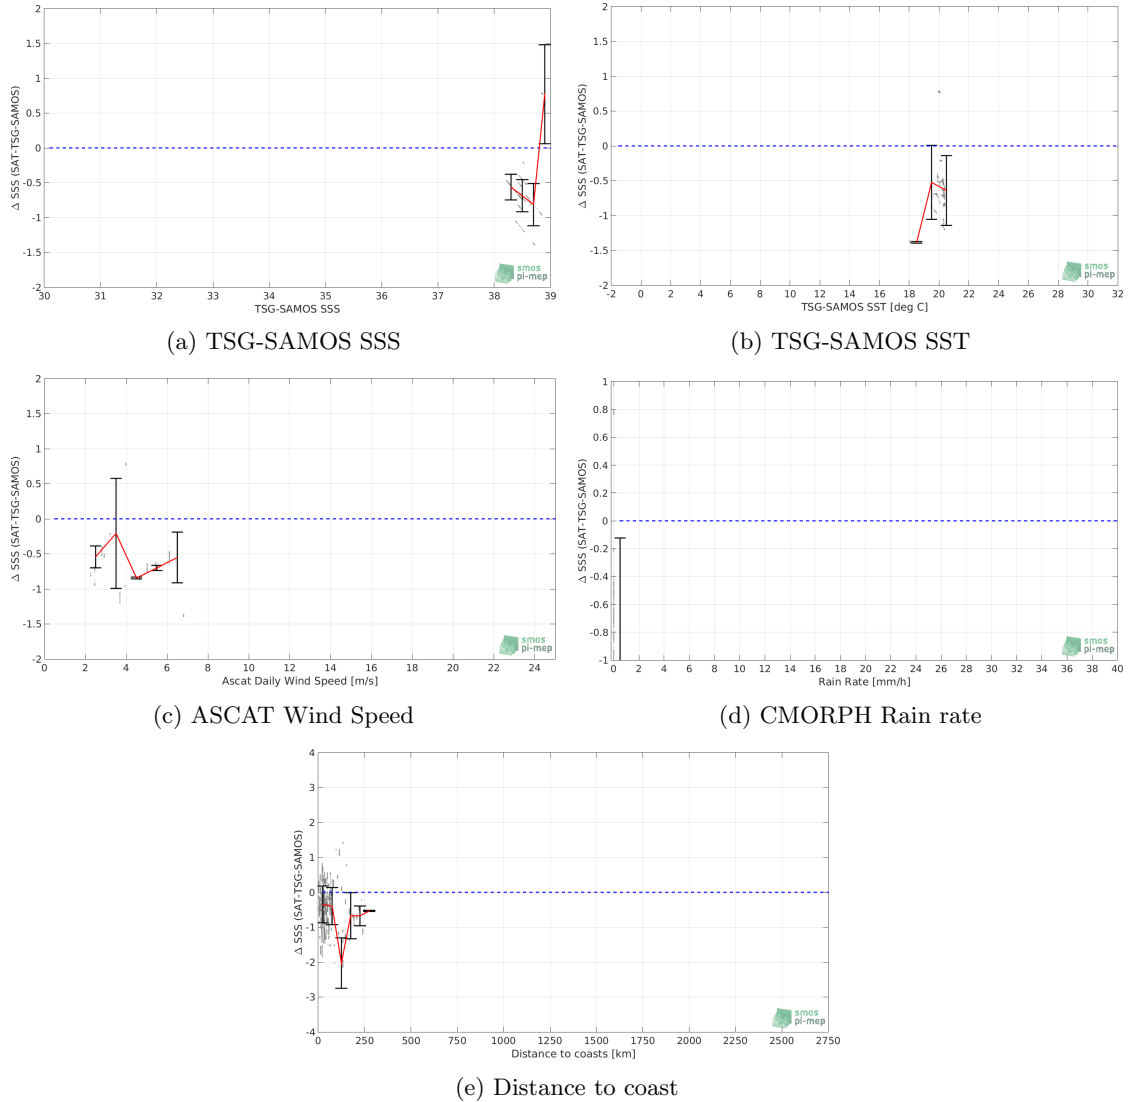 2
1.5
1
0.5
0
-0.5
-1
-1.5
-2
Δ SSS (SAT-TSG-SAMOS)
30 31 32 33 34 35 36 37 38 39
TSG-SAMOS SSS
smos
pi-mep
(a) TSG-SAMOS SSS
2
1.5
1
0.5
0
-0.5
-1
-1.5
-2
Δ SSS (SAT-TSG-SAMOS)
-2 0 2 4 6 8 10 12 14 16 18 20 22 24 26 28 30 32
TSG-SAMOS SST [deg C]
smos
pi-mep
(b) TSG-SAMOS SST
2
1.5
1
0.5
0
-0.5
-1
-1.5
-2
Δ SSS (SAT-TSG-SAMOS)
0 2 4 6 8 10 12 14 16 18 20 22 24
Ascat Daily Wind Speed [m/s]
smos
pi-mep
(c) ASCAT Wind Speed
1
0.8
0.6
0.4
0.2
0
-0.2
-0.4
-0.6
-0.8
-1
Δ SSS (SAT-TSG-SAMOS)
0 2 4 6 8 10 12 14 16 18 20 22 24 26 28 30 32 34 36 38 40
Rain Rate [mm/h]
smos
pi-mep
(d) CMORPH Rain rate
4
3
2
1
0
-1
-2
-3
-4
Δ SSS (SAT-TSG-SAMOS)
0 250 500 750 1000 1250 1500 1750 2000 2250 2500 2750
Distance to coasts [km]
smos
pi-mep
(e) Distance to coast